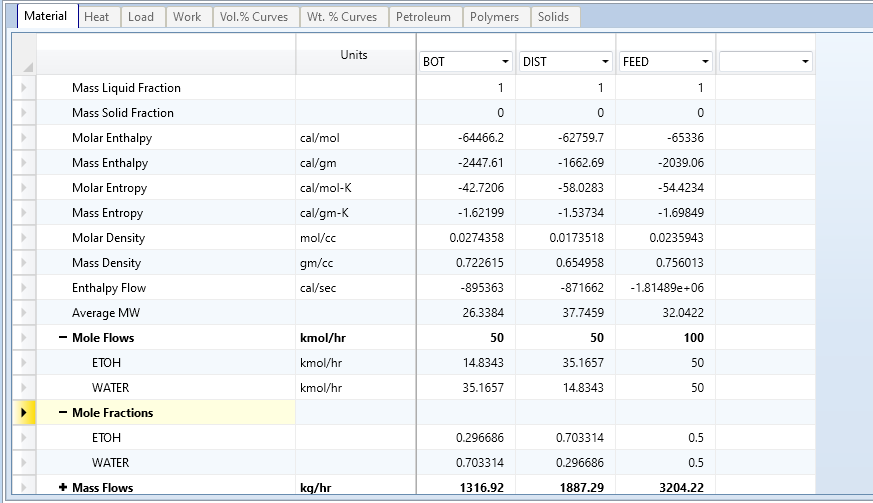 Material Heat Load Work Vol.% Curves Wt. % Curves Petroleum Polymers Solids
Units BOT DIST FEED
Mass Liquid Fraction 1 1 1
Mass Solid Fraction 0 0 0
Molar Enthalpy cal/mol -64466.2 -62759.7 -65336
Mass Enthalpy cal/gm -2447.61 -1662.69 -2039.06
Molar Entropy cal/mol-K -42.7206 -58.0283 -54.4234
Mass Entropy cal/gm-K -1.62199 -1.53734 -1.69849
Molar Density mol/cc 0.0274358 0.0173518 0.0235943
Mass Density gm/cc 0.722615 0.654958 0.756013
Enthalpy Flow cal/sec -895363 -871662 -1.81489e+06
Average MW 26.3384 37.7459 32.0422
− Mole Flows kmol/hr 50 50 100
ETOH kmol/hr 14.8343 35.1657 50
WATER kmol/hr 35.1657 14.8343 50
− Mole Fractions
ETOH 0.296686 0.703314 0.5
WATER 0.703314 0.296686 0.5
+ Mass Flows kg/hr 1316.92 1887.29 3204.22